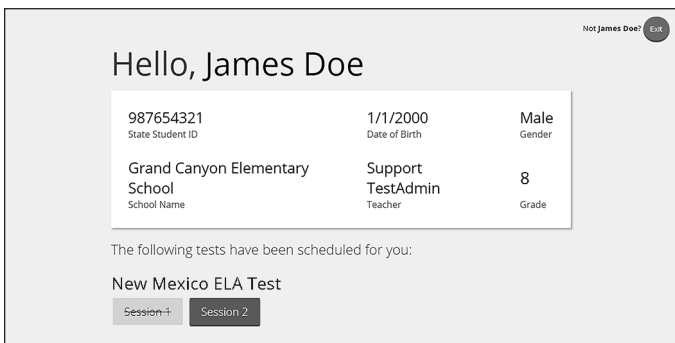 Not James Doe? Exit
Hello, James Doe
987654321 1/1/2000 Male
State Student ID Date of Birth Gender
Grand Canyon Elementary School Support TestAdmin 8
School Name Teacher Grade
The following tests have been scheduled for you:
New Mexico ELA Test
Session 1 Session 2